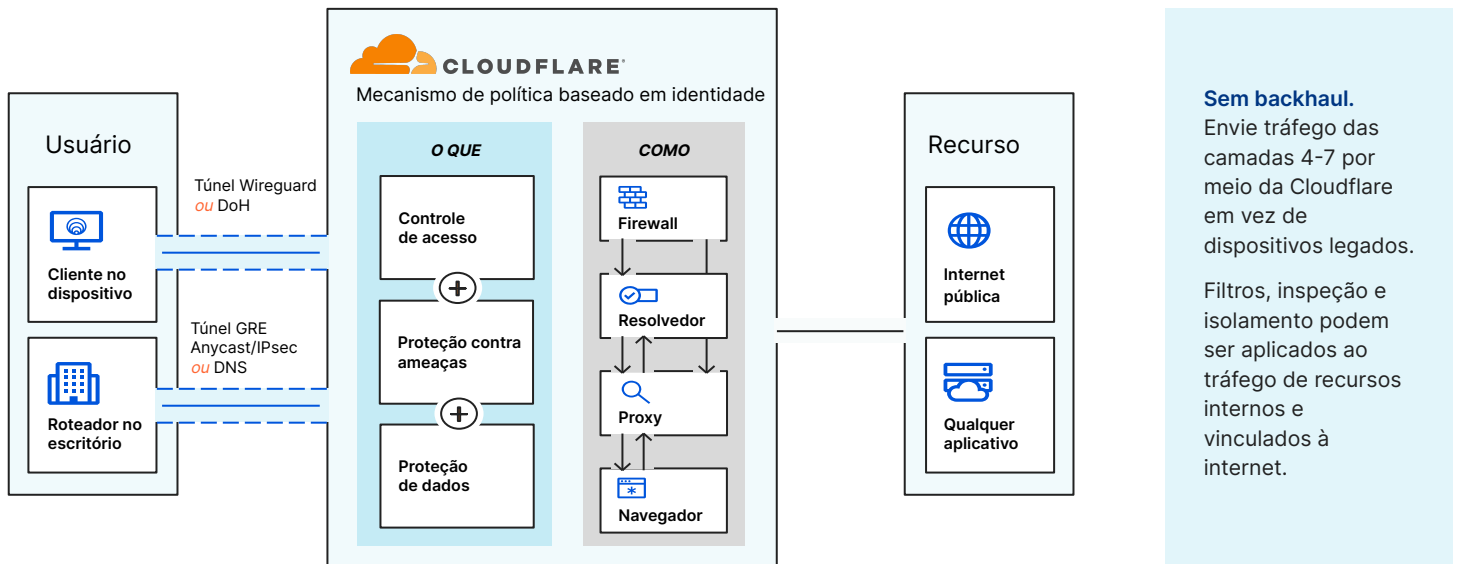 CLOUDFLARE
Mecanismo de política baseado em identidade
Usuário
Cliente no
dispositivo
Roteador no
escritório
Túnel Wireguard
ou DoH
Túnel GRE
Anycast/IPsec
ou DNS
O QUE
Controle
de acesso
Proteção contra
ameaças
Proteção
de dados
COMO
Firewall
Resolvedor
Proxy
Navegador
Recurso
Internet
pública
Qualquer
aplicativo
Sem backhaul.
Envie tráfego das
camadas 4-7 por
meio da Cloudflare
em vez de
dispositivos legados.
Filtros, inspeção e
isolamento podem
ser aplicados ao
tráfego de recursos
internos e
vinculados à
internet.